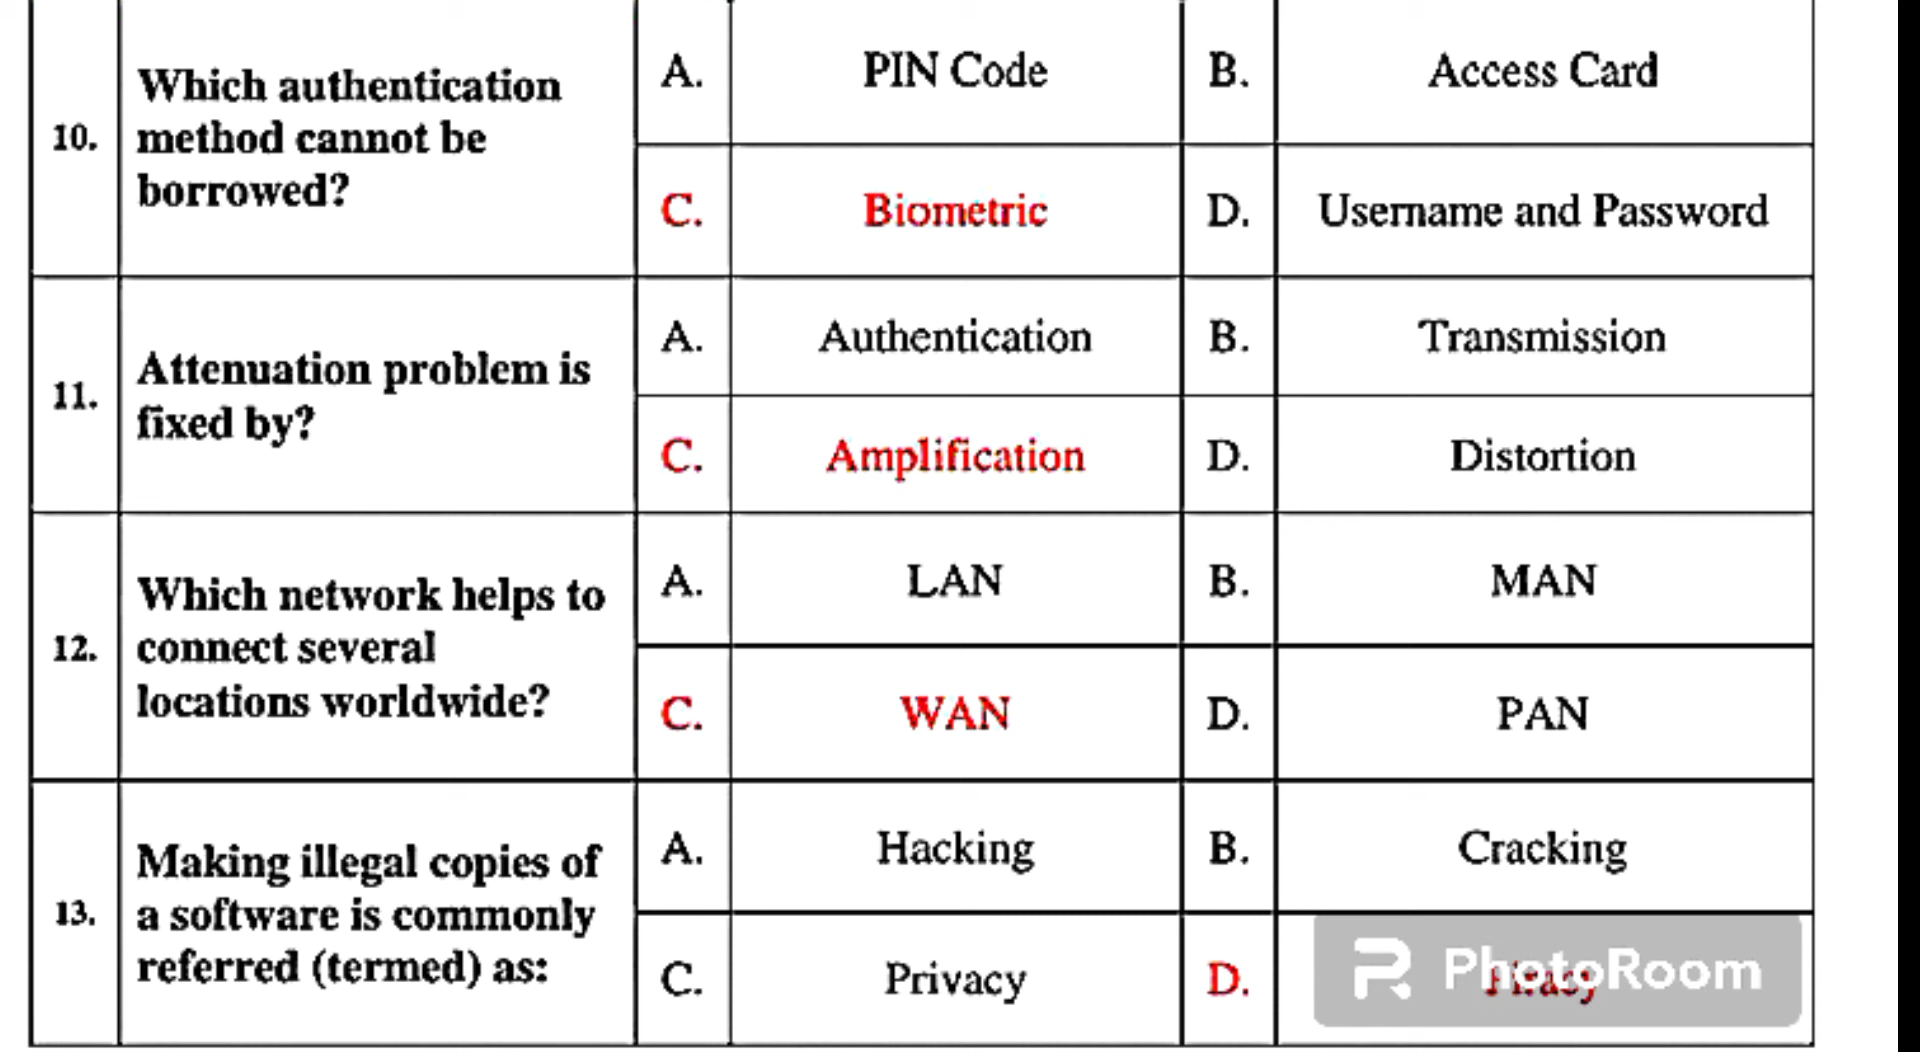 A. PIN Code B. Access Card
10. Which authentication
method cannot be
borrowed?
C. Biometric D. Username and Password
A. Authentication B. Transmission
11. Attenuation problem is
fixed by?
C. Amplification D. Distortion
A. LAN B. MAN
12. Which network helps to
connect several
locations worldwide?
C. WAN D. PAN
A. Hacking B. Cracking
13. Making illegal copies of
a software is commonly
referred (termed) as:
C. Privacy D. Piracy
PhotoRoom